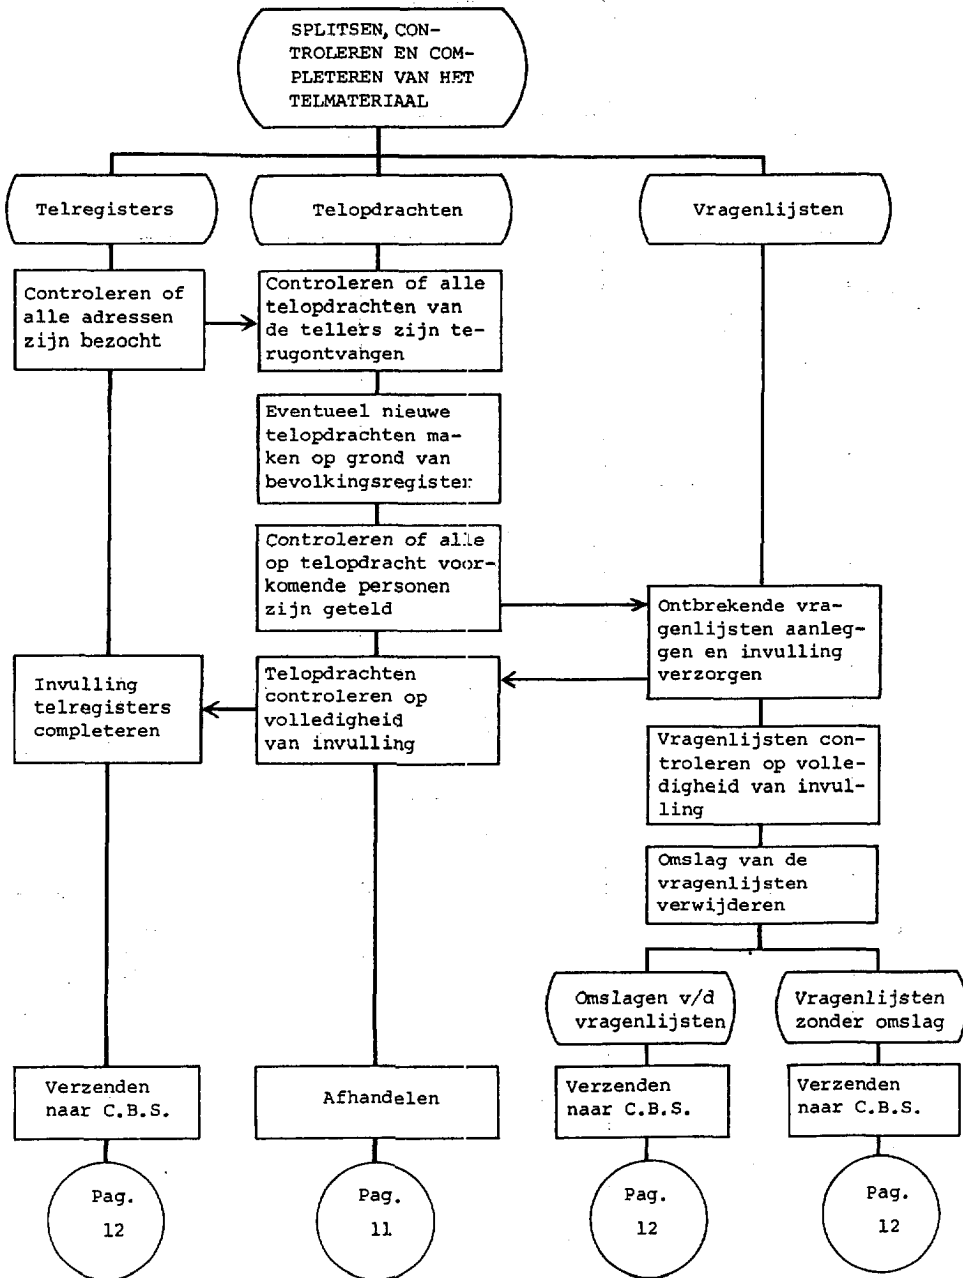 SPLITSEN, CON-
TROLEREN EN COM-
PLETEREN VAN HET
TELMATERIAAL
Telregisters
Telopdrachten
Vragenlijsten
Controleren of
alle adressen
zijn bezocht
Controleren of alle
telopdrachten van
de tellers zijn te-
rugontvangen
Eventueel nieuwe
telopdrachten ma-
ken op grond van
bevolkingsregister
Controleren of alle
op telopdracht voor-
komende personen
zijn geteld
Ontbrekende vra-
genlijsten aanleg-
gen en invulling
verzorgen
Invulling
telregisters
completeren
Telopdrachten
controleren op
volledigheid
van invulling
Vragenlijsten con-
troleren op volle-
digheid van invul-
ling
Omslag van de
vragenlijsten
verwijderen
Omslagen v/d
vragenlijsten
Vragenlijsten
zonder omslag
Verzenden
naar C.B.S.
Afhandelen
Verzenden
naar C.B.S.
Verzenden
naar C.B.S.
Pag.
12
Pag.
11
Pag.
12
Pag.
12